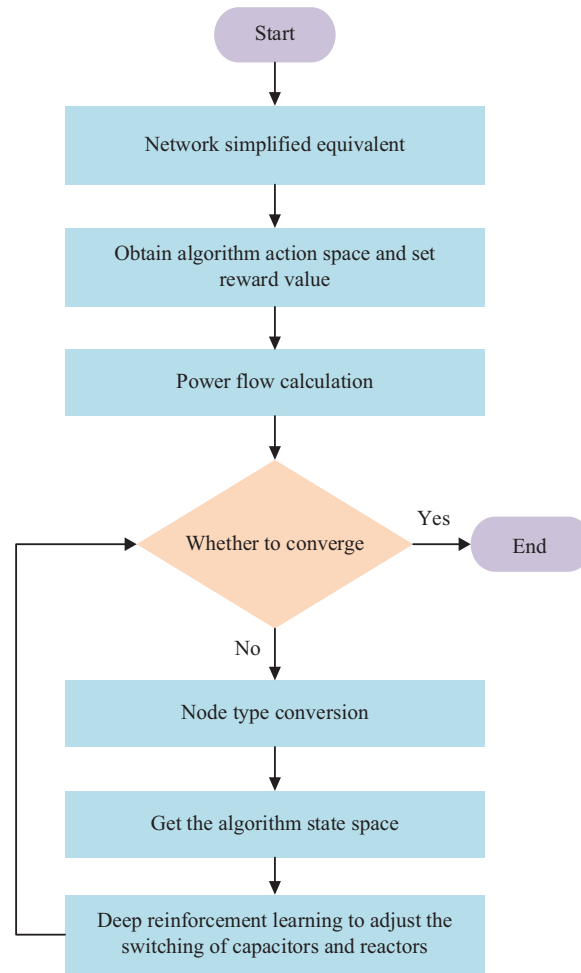 Start
Network simplified equivalent
Obtain algorithm action space and set
reward value
Power flow calculation
Whether to converge
Yes
End
No
Node type conversion
Get the algorithm state space
Deep reinforcement learning to adjust the
switching of capacitors and reactors